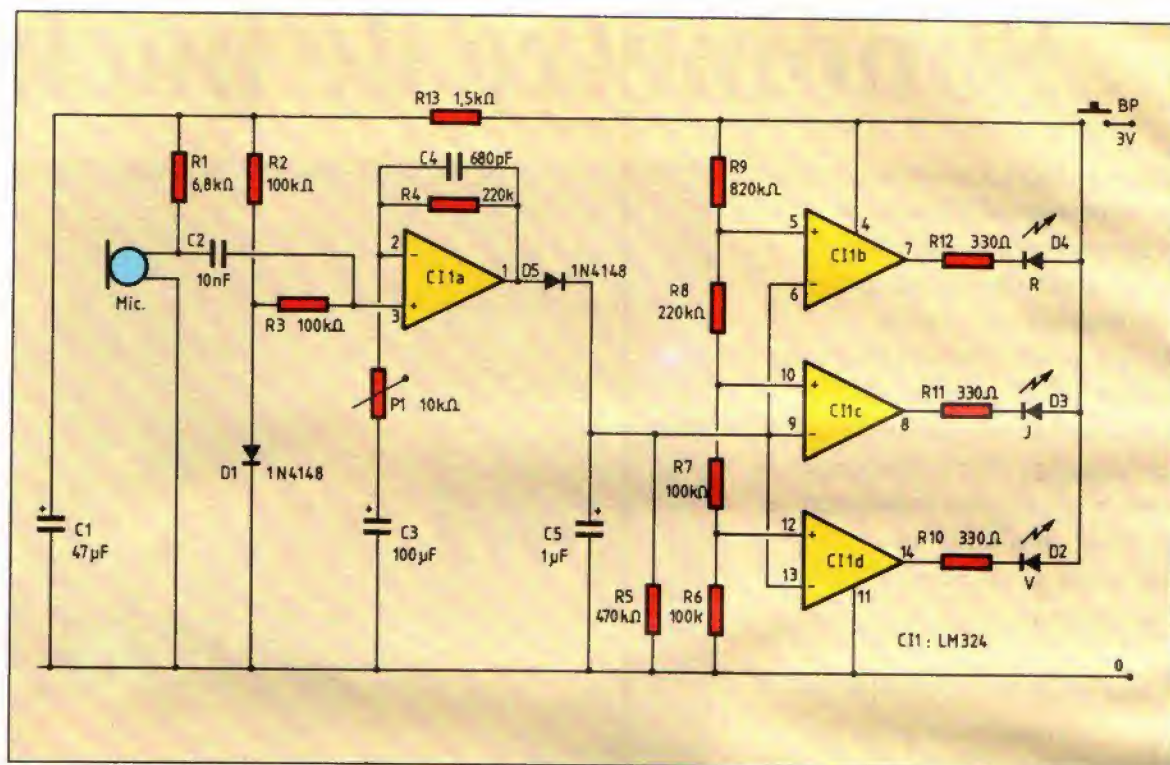 R13 1,5kΩ
BP
3V
C4 680pF
R1
6,8kΩ
R2
100kΩ
R4
220k
R9
820kΩ
C2
10nF
Mic.
2
-
CI1a
1
+
3
D5
1N4148
R3 100kΩ
5
+
4
CI1b
7
-
6
R12 330Ω
D4
R
R8
220kΩ
P1 10kΩ
10
+
CI1c
8
9
-
R11 330Ω
D3
J
D1 1N4148
R7
100kΩ
+
C1
47µF
+
C3
100µF
+
C5
1µF
12
+
CI1d
14
13
-
11
R10 330Ω
D2
V
R5
470kΩ
R6
100k
CI1 : LM324
0